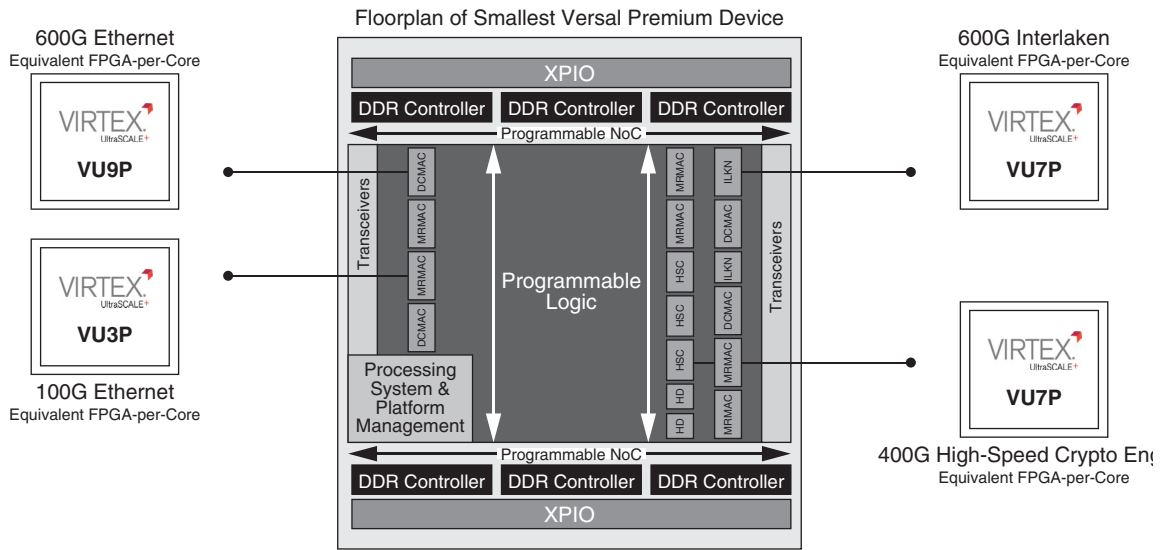 Floorplan of Smallest Versal Premium Device
600G Ethernet
Equivalent FPGA-per-Core
VIRTEX.
UltraSCALE+
VU9P
VIRTEX.
UltraSCALE+
VU3P
100G Ethernet
Equivalent FPGA-per-Core
XPIO
DDR Controller DDR Controller DDR Controller
Programmable NoC
Transceivers
DCMAC
MRMAC
MRMAC
DCMAC
Processing
System &
Platform
Management
Programmable
Logic
MRMAC
MRMAC
HSC
HSC
HSC
HD
HD
ILKN
DCMAC
ILKN
DCMAC
MRMAC
MRMAC
Transceivers
Programmable NoC
DDR Controller DDR Controller DDR Controller
XPIO
600G Interlaken
Equivalent FPGA-per-Core
VIRTEX.
UltraSCALE+
VU7P
VIRTEX.
UltraSCALE+
VU7P
400G High-Speed Crypto Eng
Equivalent FPGA-per-Core